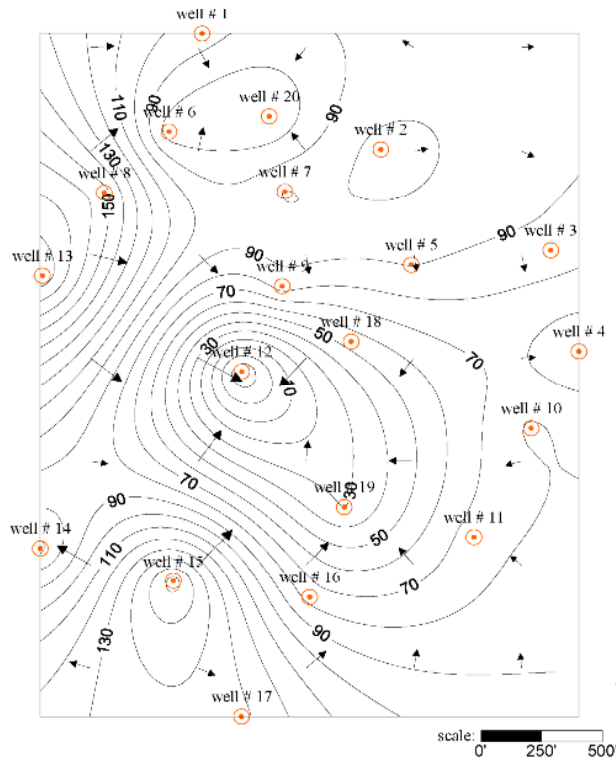 well # 1
110
90
well # 6
well # 20
90
130
well # 2
well # 8
well # 7
150
well # 13
90
well # 5
well # 3
well # 9
70
50
well # 18
30
well # 12
10
70
well # 4
well # 10
70
90
well # 19
30
well # 14
110
well # 15
50
well # 11
well # 16
70
90
130
well # 17
scale:
0' 250' 500'